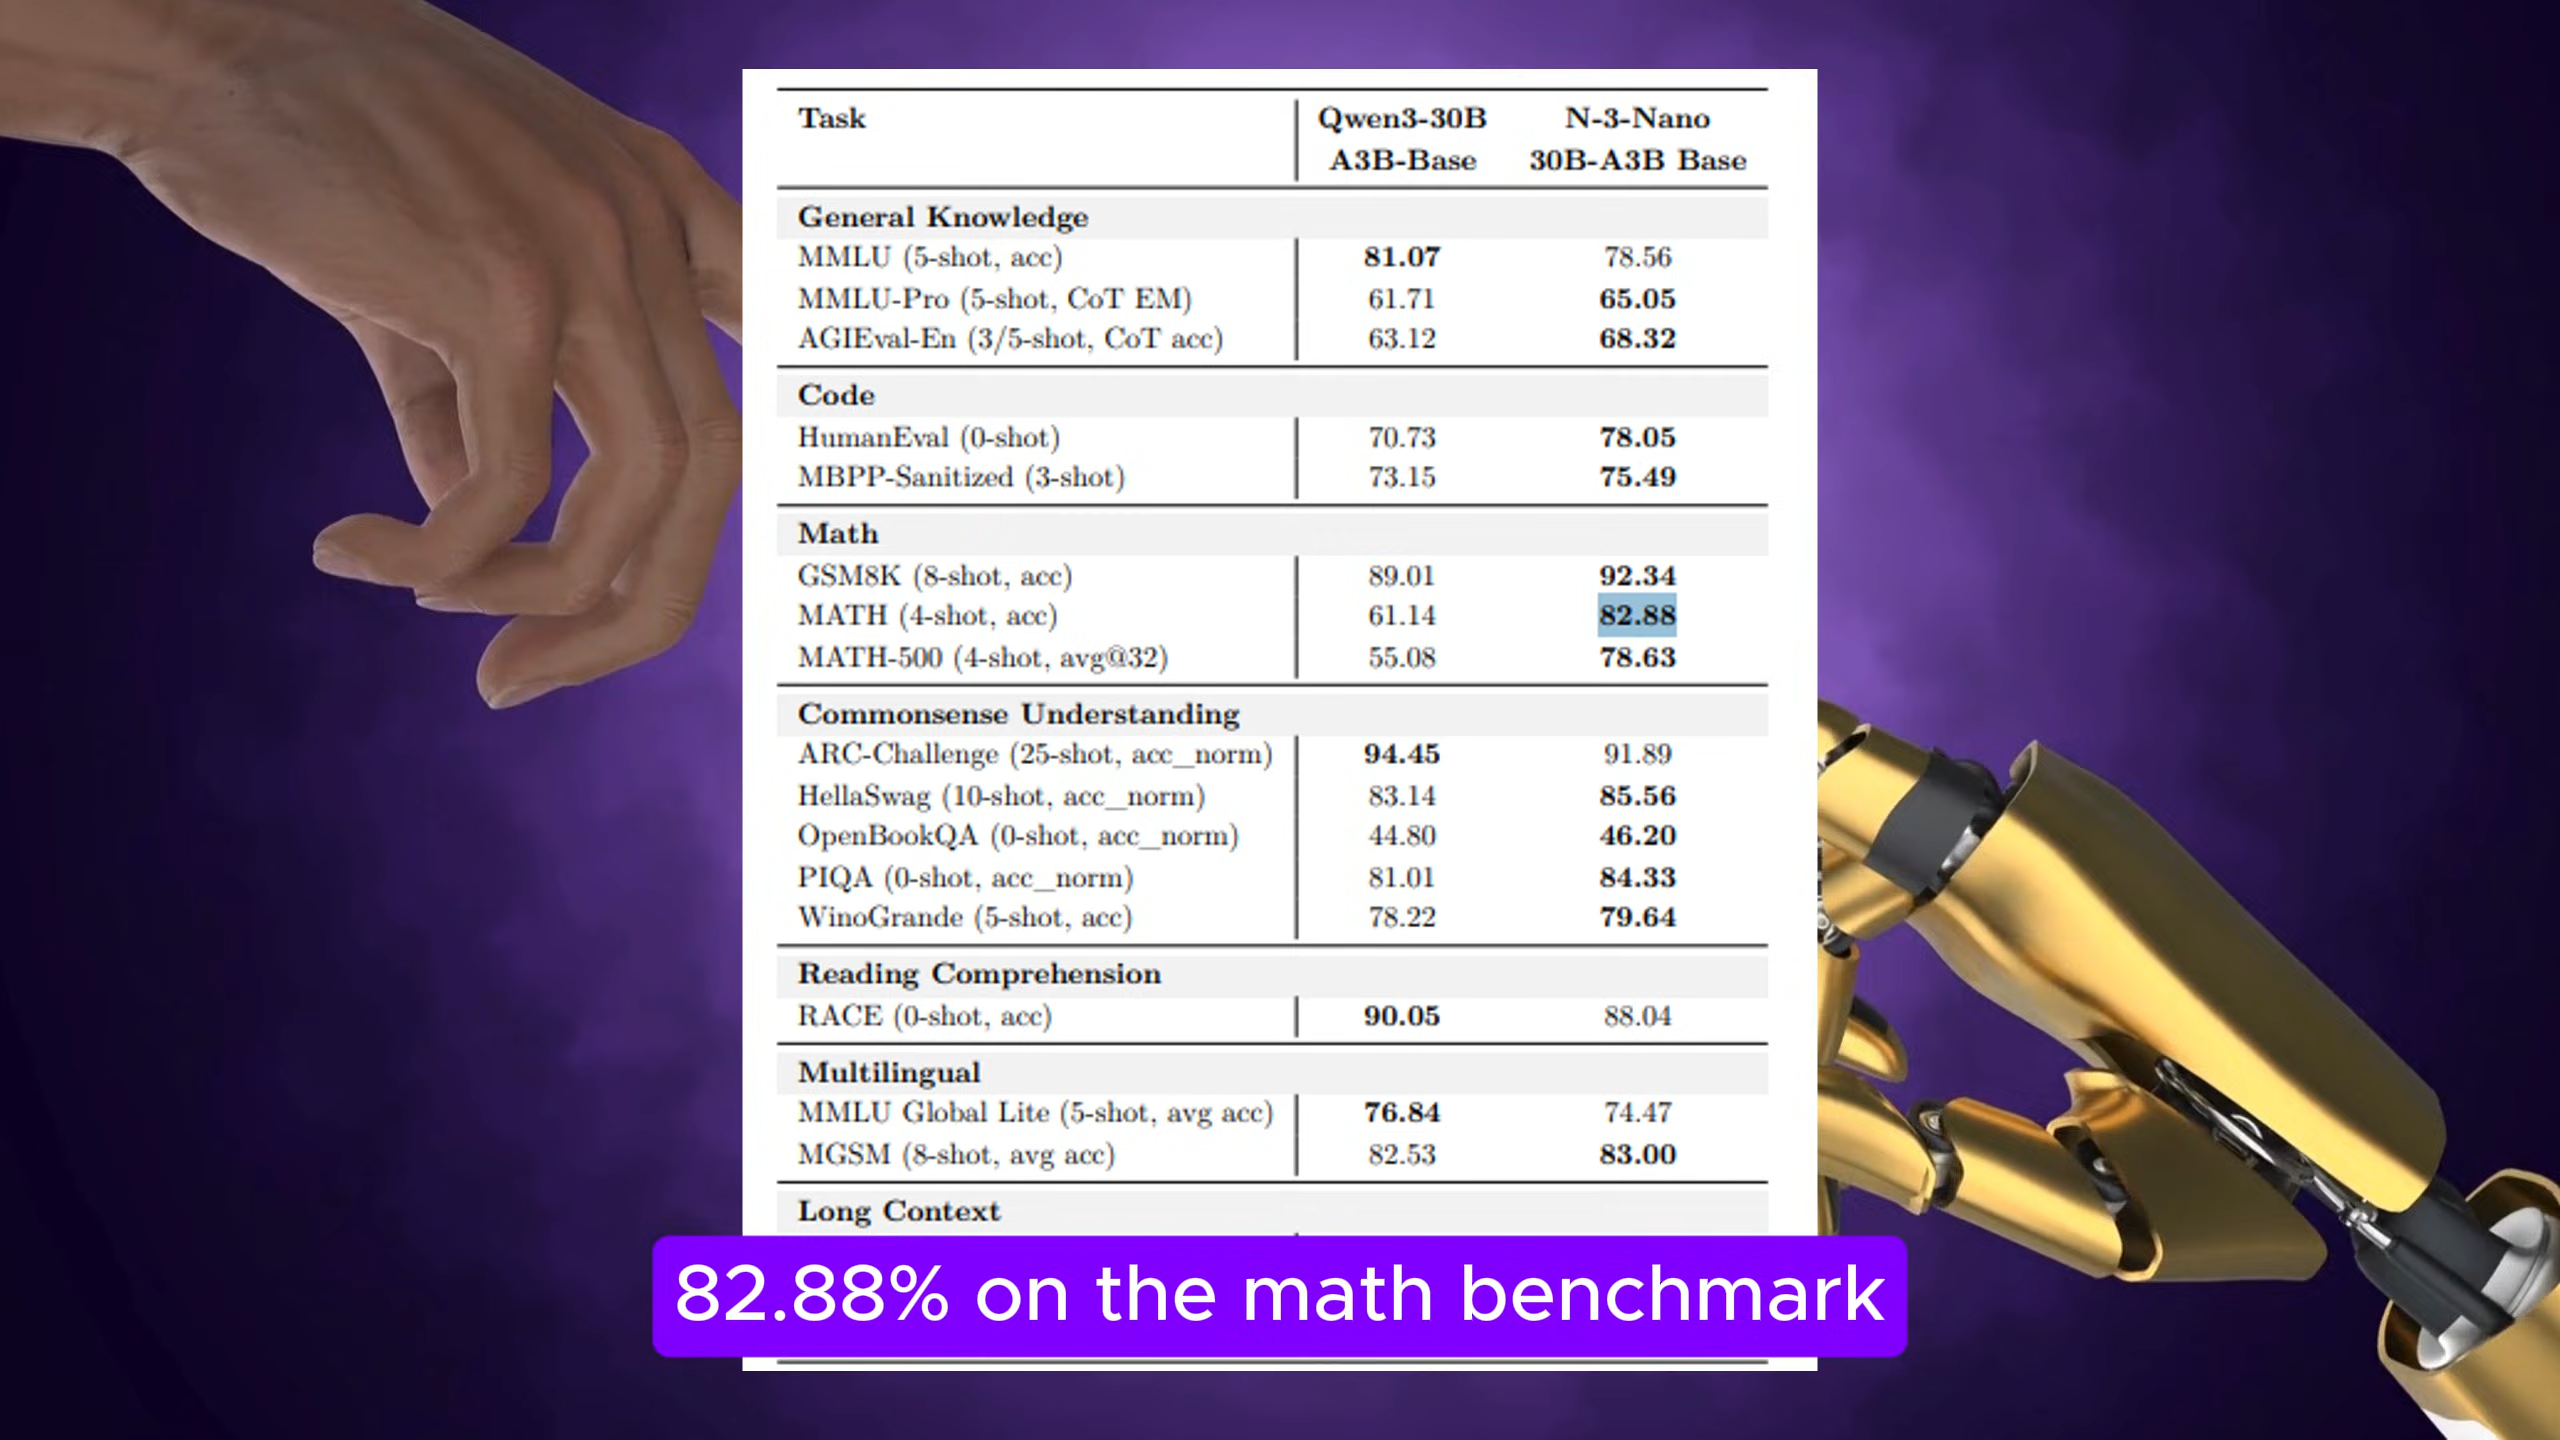 Task Qwen3-30B N-3-Nano
A3B-Base 30B-A3B Base
General Knowledge
MMLU (5-shot, acc) 81.07 78.56
MMLU-Pro (5-shot, CoT EM) 61.71 65.05
AGIEval-En (3/5-shot, CoT acc) 63.12 68.32
Code
HumanEval (0-shot) 70.73 78.05
MBPP-Sanitized (3-shot) 73.15 75.49
Math
GSM8K (8-shot, acc) 89.01 92.34
MATH (4-shot, acc) 61.14 82.88
MATH-500 (4-shot, avg@32) 55.08 78.63
Commonsense Understanding
ARC-Challenge (25-shot, acc_norm) 94.45 91.89
HellaSwag (10-shot, acc_norm) 83.14 85.56
OpenBookQA (0-shot, acc_norm) 44.80 46.20
PIQA (0-shot, acc_norm) 81.01 84.33
WinoGrande (5-shot, acc) 78.22 79.64
Reading Comprehension
RACE (0-shot, acc) 90.05 88.04
Multilingual
MMLU Global Lite (5-shot, avg acc) 76.84 74.47
MGSM (8-shot, avg acc) 82.53 83.00
Long Context
82.88% on the math benchmark